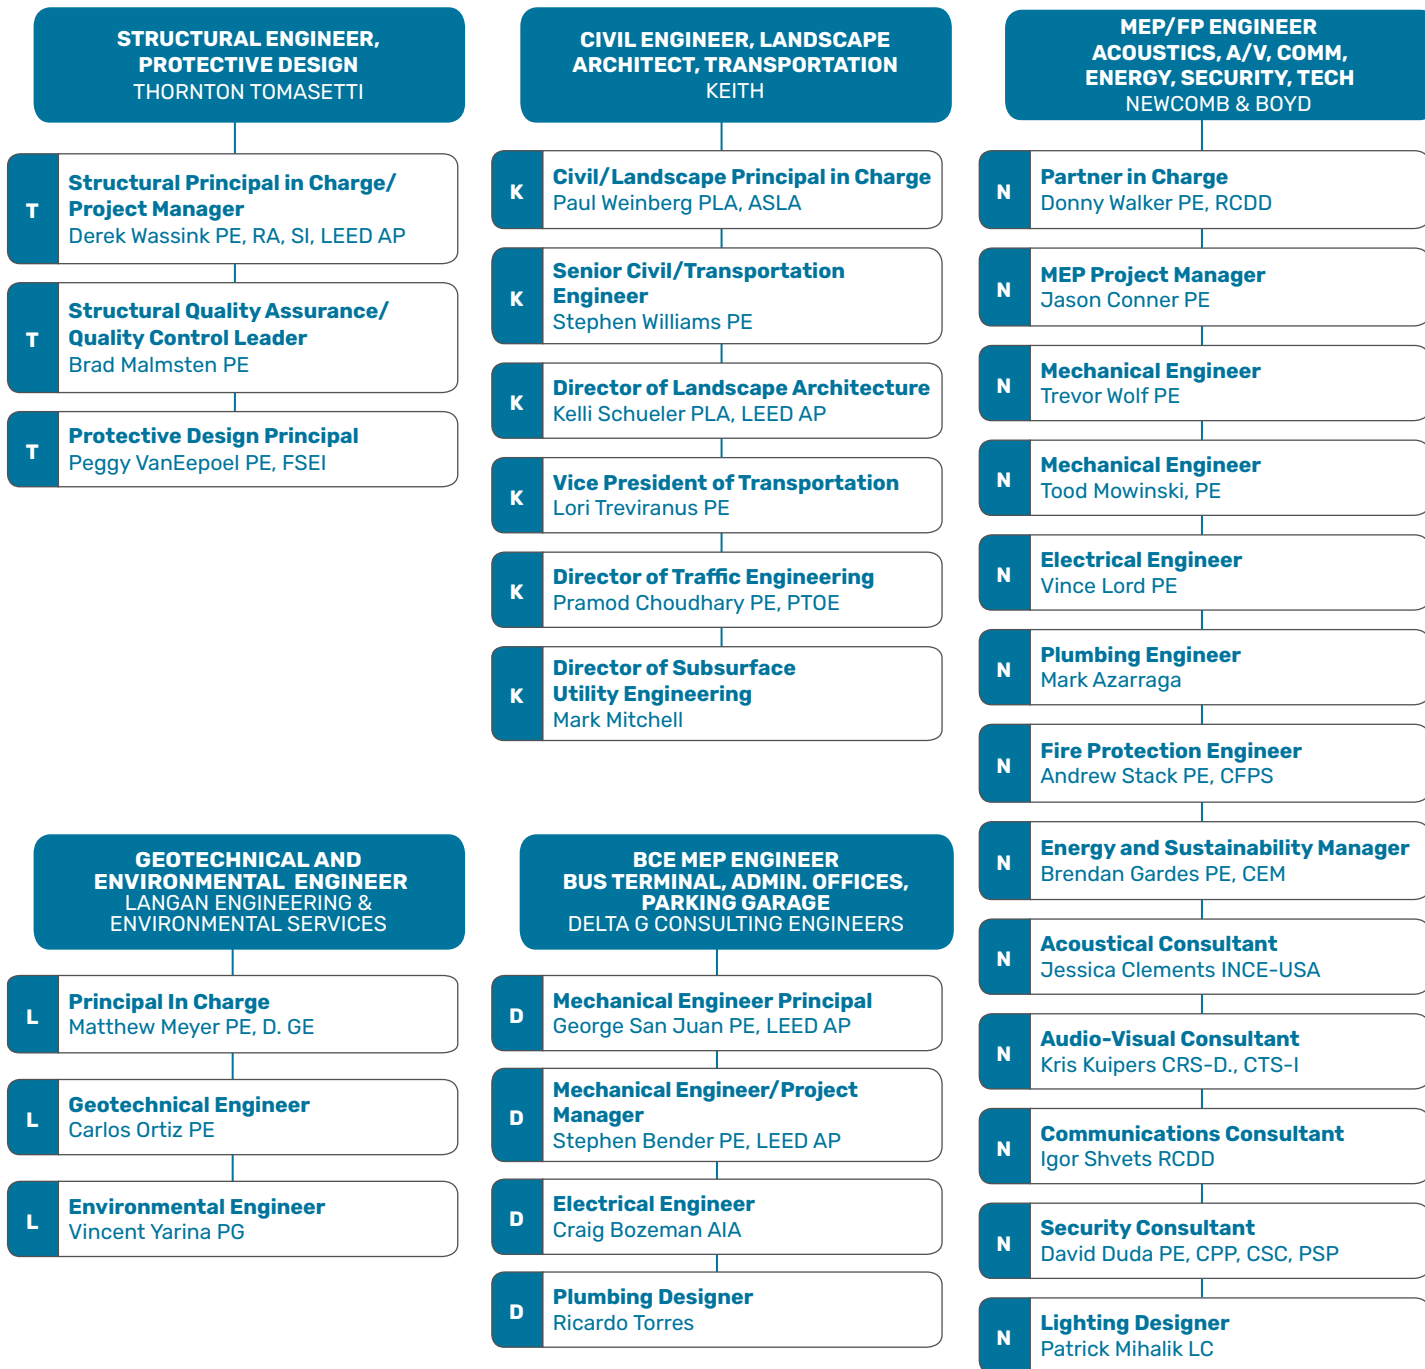 STRUCTURAL ENGINEER,
PROTECTIVE DESIGN
THORNTON TOMASETTI
T
Structural Principal in Charge/
Project Manager
Derek Wassink PE, RA, SI, LEED AP
T
Structural Quality Assurance/
Quality Control Leader
Brad Malmsten PE
T
Protective Design Principal
Peggy VanEepoel PE, FSEI
CIVIL ENGINEER, LANDSCAPE
ARCHITECT, TRANSPORTATION
KEITH
K
Civil/Landscape Principal in Charge
Paul Weinberg PLA, ASLA
K
Senior Civil/Transportation
Engineer
Stephen Williams PE
K
Director of Landscape Architecture
Kelli Schueler PLA, LEED AP
K
Vice President of Transportation
Lori Treviranus PE
K
Director of Traffic Engineering
Pramod Choudhary PE, PTOE
K
Director of Subsurface
Utility Engineering
Mark Mitchell
MEP/FP ENGINEER
ACOUSTICS, A/V, COMM,
ENERGY, SECURITY, TECH
NEWCOMB & BOYD
N
Partner in Charge
Donny Walker PE, RCDD
N
MEP Project Manager
Jason Conner PE
N
Mechanical Engineer
Trevor Wolf PE
N
Mechanical Engineer
Tood Mowinski, PE
N
Electrical Engineer
Vince Lord PE
N
Plumbing Engineer
Mark Azarraga
N
Fire Protection Engineer
Andrew Stack PE, CFPS
N
Energy and Sustainability Manager
Brendan Gardes PE, CEM
N
Acoustical Consultant
Jessica Clements INCE-USA
N
Audio-Visual Consultant
Kris Kuipers CRS-D., CTS-I
N
Communications Consultant
Igor Shvets RCDD
N
Security Consultant
David Duda PE, CPP, CSC, PSP
N
Lighting Designer
Patrick Mihalik LC
GEOTECHNICAL AND
ENVIRONMENTAL ENGINEER
LANGAN ENGINEERING &
ENVIRONMENTAL SERVICES
L
Principal In Charge
Matthew Meyer PE, D. GE
L
Geotechnical Engineer
Carlos Ortiz PE
L
Environmental Engineer
Vincent Yarina PG
BCE MEP ENGINEER
BUS TERMINAL, ADMIN. OFFICES,
PARKING GARAGE
DELTA G CONSULTING ENGINEERS
D
Mechanical Engineer Principal
George San Juan PE, LEED AP
D
Mechanical Engineer/Project
Manager
Stephen Bender PE, LEED AP
D
Electrical Engineer
Craig Bozeman AIA
D
Plumbing Designer
Ricardo Torres